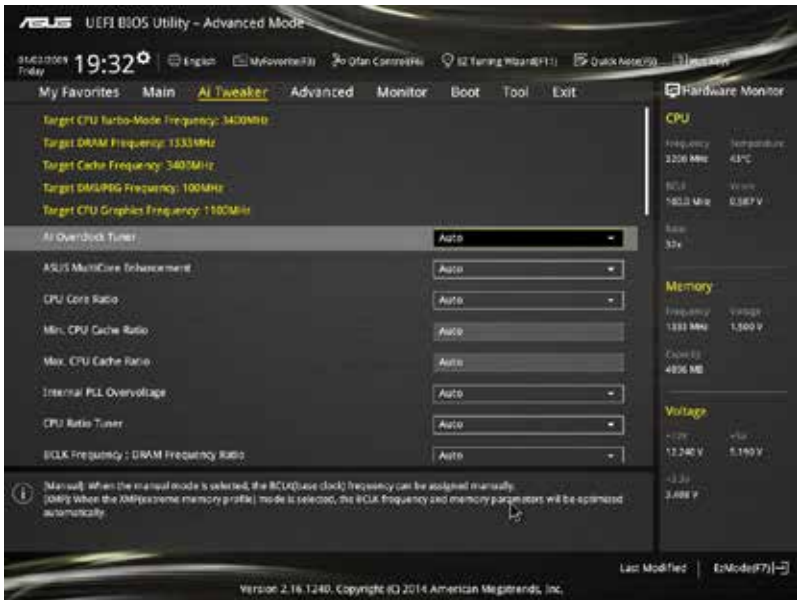 ASUS UEFI BIOS Utility – Advanced Mode
Friday 19:32 English MyFavorite(F3) Qfan Control(F6) EZ Tuning Wizard(F11) Quick Note(F9)
My Favorites Main Ai Tweaker Advanced Monitor Boot Tool Exit
Hardware Monitor
Target CPU Turbo-Mode Frequency: 3400MHz
Target DRAM Frequency: 1333MHz
Target Cache Frequency: 3400MHz
Target DMI/PEG Frequency: 100MHz
Target CPU Graphics Frequency: 1100MHz
Ai Overclock Tuner Auto
ASUS MultiCore Enhancement Auto
CPU Core Ratio Auto
Min. CPU Cache Ratio Auto
Max. CPU Cache Ratio Auto
Internal PLL Overvoltage Auto
CPU Ratio Tuner Auto
BCLK Frequency : DRAM Frequency Ratio Auto
CPU
Frequency Temperature
3200 MHz 43°C
BCLK Vcore
100.0 MHz
Ratio
32x
Memory
Frequency Voltage
1333 MHz 1.500 V
Capacity
4096 MB
Voltage
+12V +5V
12.240 V
+3.3V
[Manual]: When the manual mode is selected, the BCLK(base clock) frequency can be assigned manually.
[XMP]: When the XMP(extreme memory profile) mode is selected, the BCLK frequency and memory parameters will be optimized
automatically.
Last Modified EzMode(F7)
Version 2.16.1240. Copyright (C) 2014 American Megatrends, Inc.